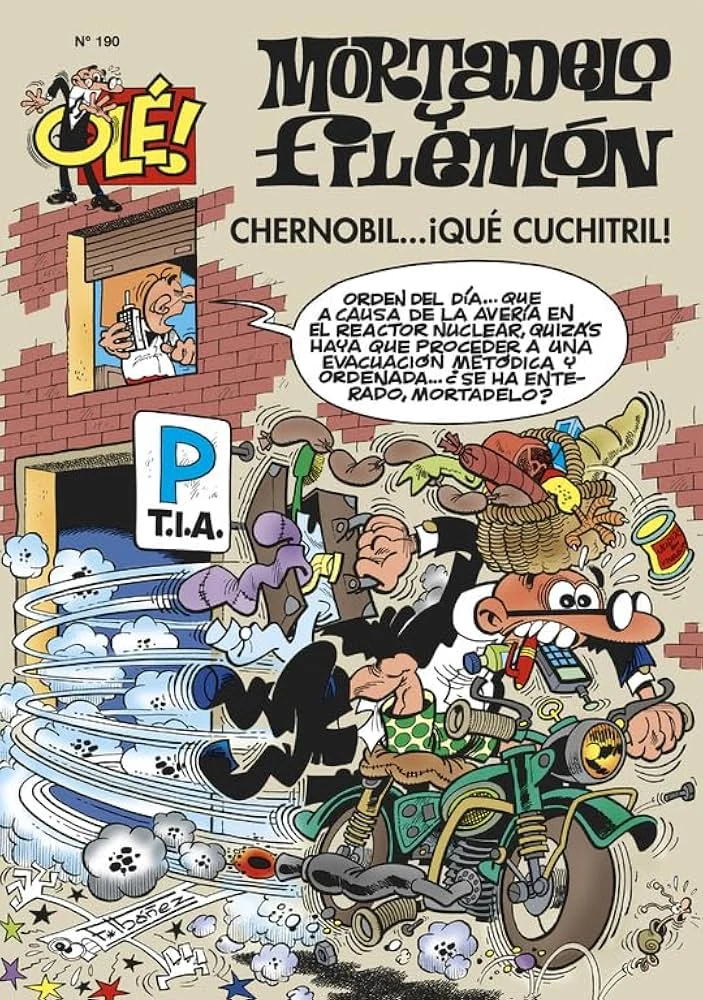 Nº 190
OLÉ!
MORTADELO
Y
FILEMÓN
CHERNOBIL...¡QUÉ CUCHITRIL!
ORDEN DEL DÍA... QUE
A CAUSA DE LA AVERÍA EN
EL REACTOR NUCLEAR, QUIZÁS
HAYA QUE PROCEDER A UNA
EVACUACIÓN METÓDICA Y
ORDENADA... ¿SE HA ENTE-
RADO, MORTADELO?
P
T.I.A.
F. Ibáñez